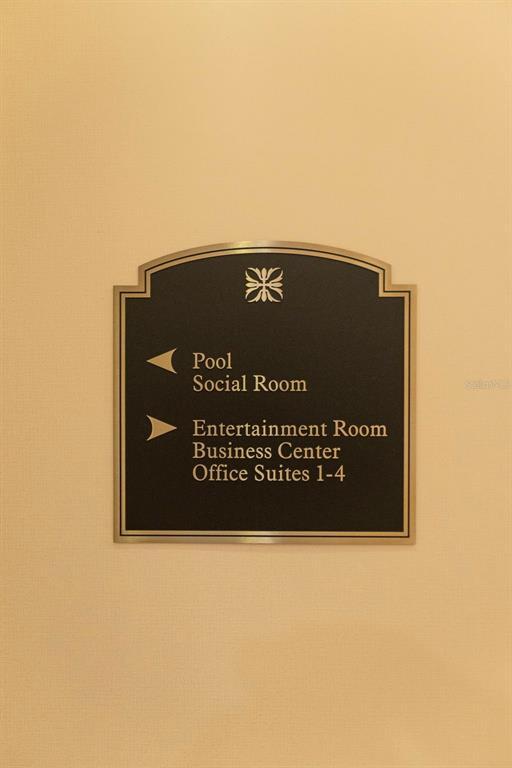 Pool
Social Room
Entertainment Room
Business Center
Office Suites 1-4